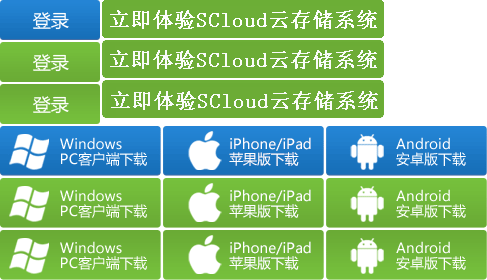 登录
立即体验SCloud云存储系统
登录
立即体验SCloud云存储系统
登录
立即体验SCloud云存储系统
Windows
PC客户端下载
iPhone/iPad
苹果版下载
Android
安卓版下载
Windows
PC客户端下载
iPhone/iPad
苹果版下载
Android
安卓版下载
Windows
PC客户端下载
iPhone/iPad
苹果版下载
Android
安卓版下载